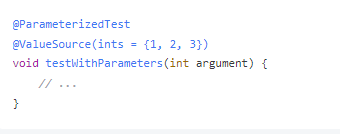 @ParameterizedTest
@ValueSource(ints = {1, 2, 3})
void testWithParameters(int argument) {
    // ...
}